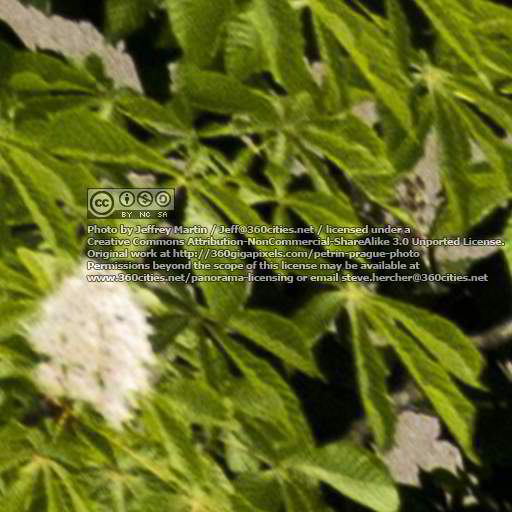 cc
BY NC SA
Photo by Jeffrey Martin / Jeff@360cities.net / licensed under a
Creative Commons Attribution-NonCommercial-ShareAlike 3.0 Unported License.
Original work at http://360gigapixels.com/petrin-prague-photo
Permissions beyond the scope of this license may be available at
www.360cities.net/panorama-licensing or email steve.hercher@360cities.net